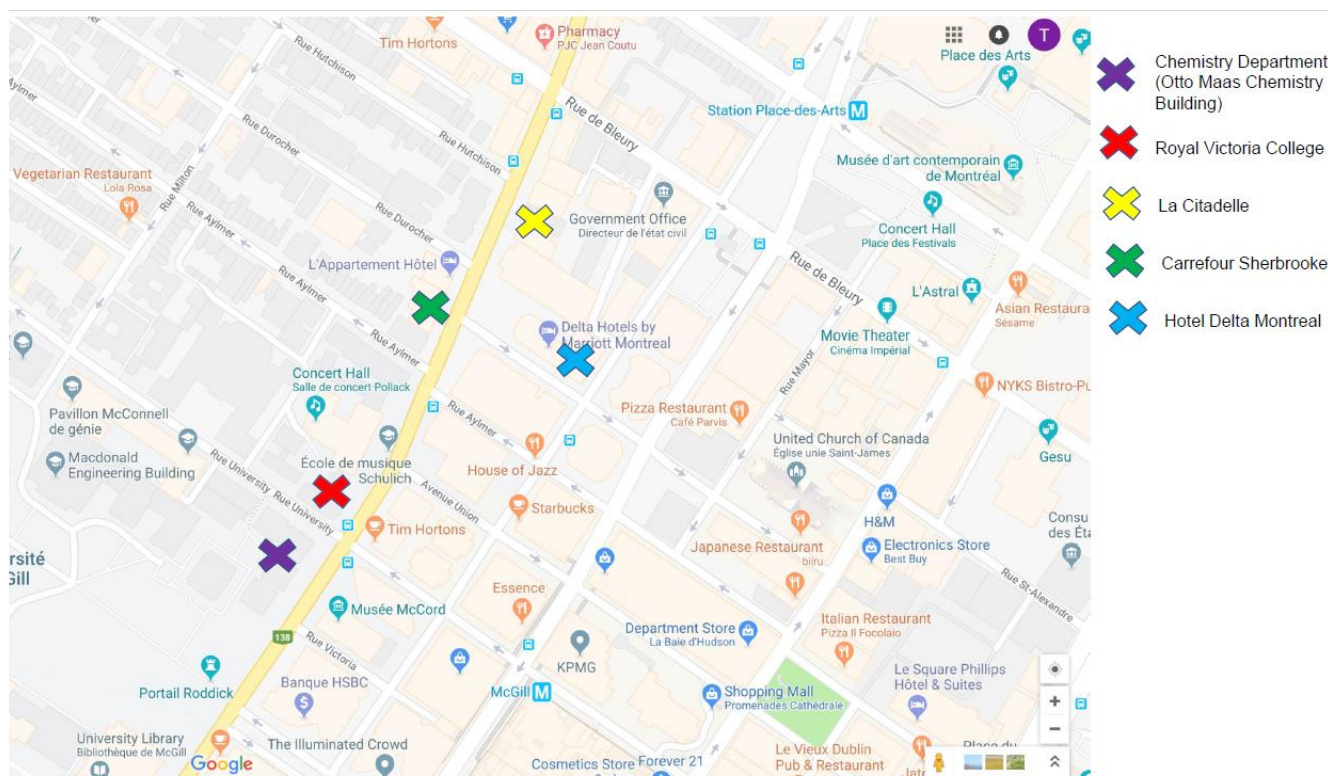 Tim Hortons
Pharmacy
PJC Jean Coutu
T
Place des Arts
Rue Hutchison
Rue Hutchison
Aylmer
Aylmer
Rue de Bleury
Station Place-des-Arts M
Rue Durocher
Rue Hutchison
Rue Milton
Musée d'art contemporain
de Montréal
Vegetarian Restaurant
Lola Rosa
Rue Aylmer
Rue Durocher
Government Office
Directeur de l'état civil
Concert Hall
Place des Festivals
L'Appartement Hôtel
Rue Aylmer
Rue de Bleury
L'Astral
Asian Restaura
Sésame
Delta Hotels by
Marriott Montreal
Movie Theater
Cinéma Impérial
Rue Aylmer
Rue Mayor
Concert Hall
Salle de concert Pollack
NYKS Bistro-Pu
Pavillon McConnell
de génie
Rue Aylmer
Pizza Restaurant
Café Parvis
United Church of Canada
Église unie Saint-James
Gesu
Macdonald
Engineering Building
Rue University
École de musique
Schulich
House of Jazz
Rue University
Avenue Union
Starbucks
H&M
Tim Hortons
Consu
des Éta
Japanese Restaurant
biiru
Electronics Store
Best Buy
rsité
Gill
Rue St-Alexandre
Essence
Musée McCord
Italian Restaurant
Pizza Il Focolaio
138
Rue Victoria
Department Store
La Baie d'Hudson
KPMG
Portail Roddick
Banque HSBC
McGill M
Shopping Mall
Promenades Cathédrale
Le Square Phillips
Hôtel & Suites
University Library
Bibliothèque de McGill
The Illuminated Crowd
Le Vieux Dublin
Pub & Restaurant
Place du
Google
Cosmetics Store
Forever 21
Jate
Chemistry Department
(Otto Maas Chemistry
Building)
Royal Victoria College
La Citadelle
Carrefour Sherbrooke
Hotel Delta Montreal